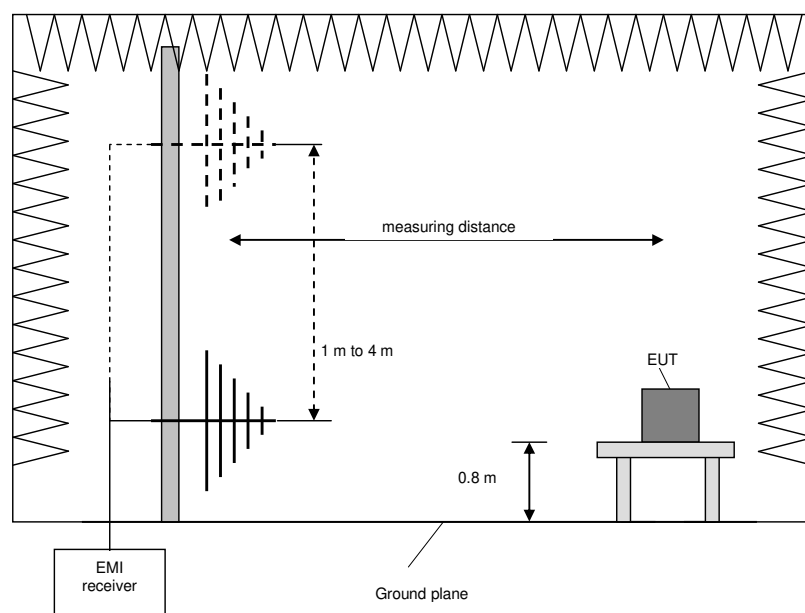 measuring distance
1 m to 4 m
EUT
0.8 m
EMI
receiver
Ground plane